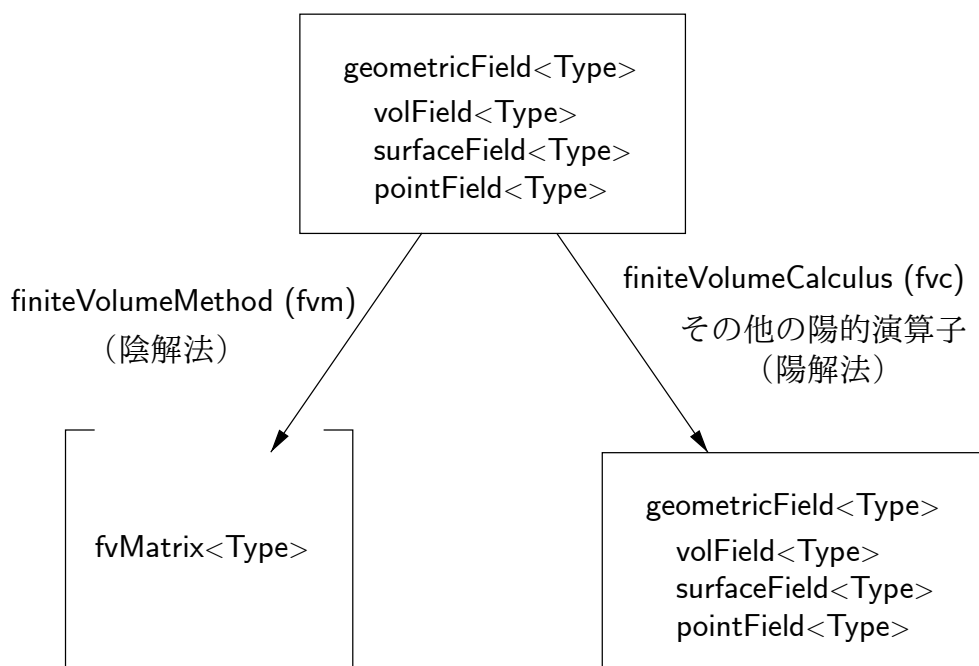 geometricField<Type>
volField<Type>
surfaceField<Type>
pointField<Type>
finiteVolumeMethod (fvm)
（陰解法）
finiteVolumeCalculus (fvc)
その他の陽的演算子
（陽解法）
fvMatrix<Type>
geometricField<Type>
volField<Type>
surfaceField<Type>
pointField<Type>